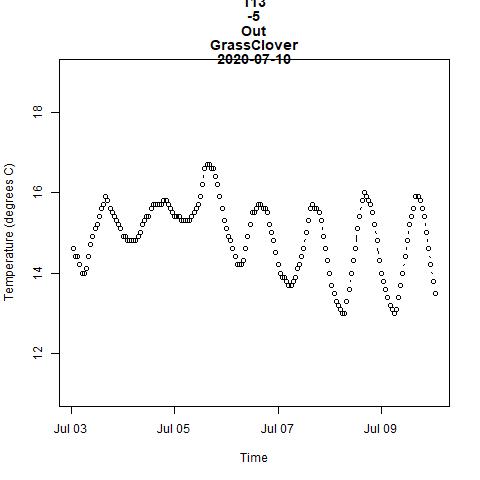 T13
-5
Out
GrassClover
2020-07-10
18
16
14
12
Temperature (degrees C)
Jul 03
Jul 05
Jul 07
Jul 09
Time